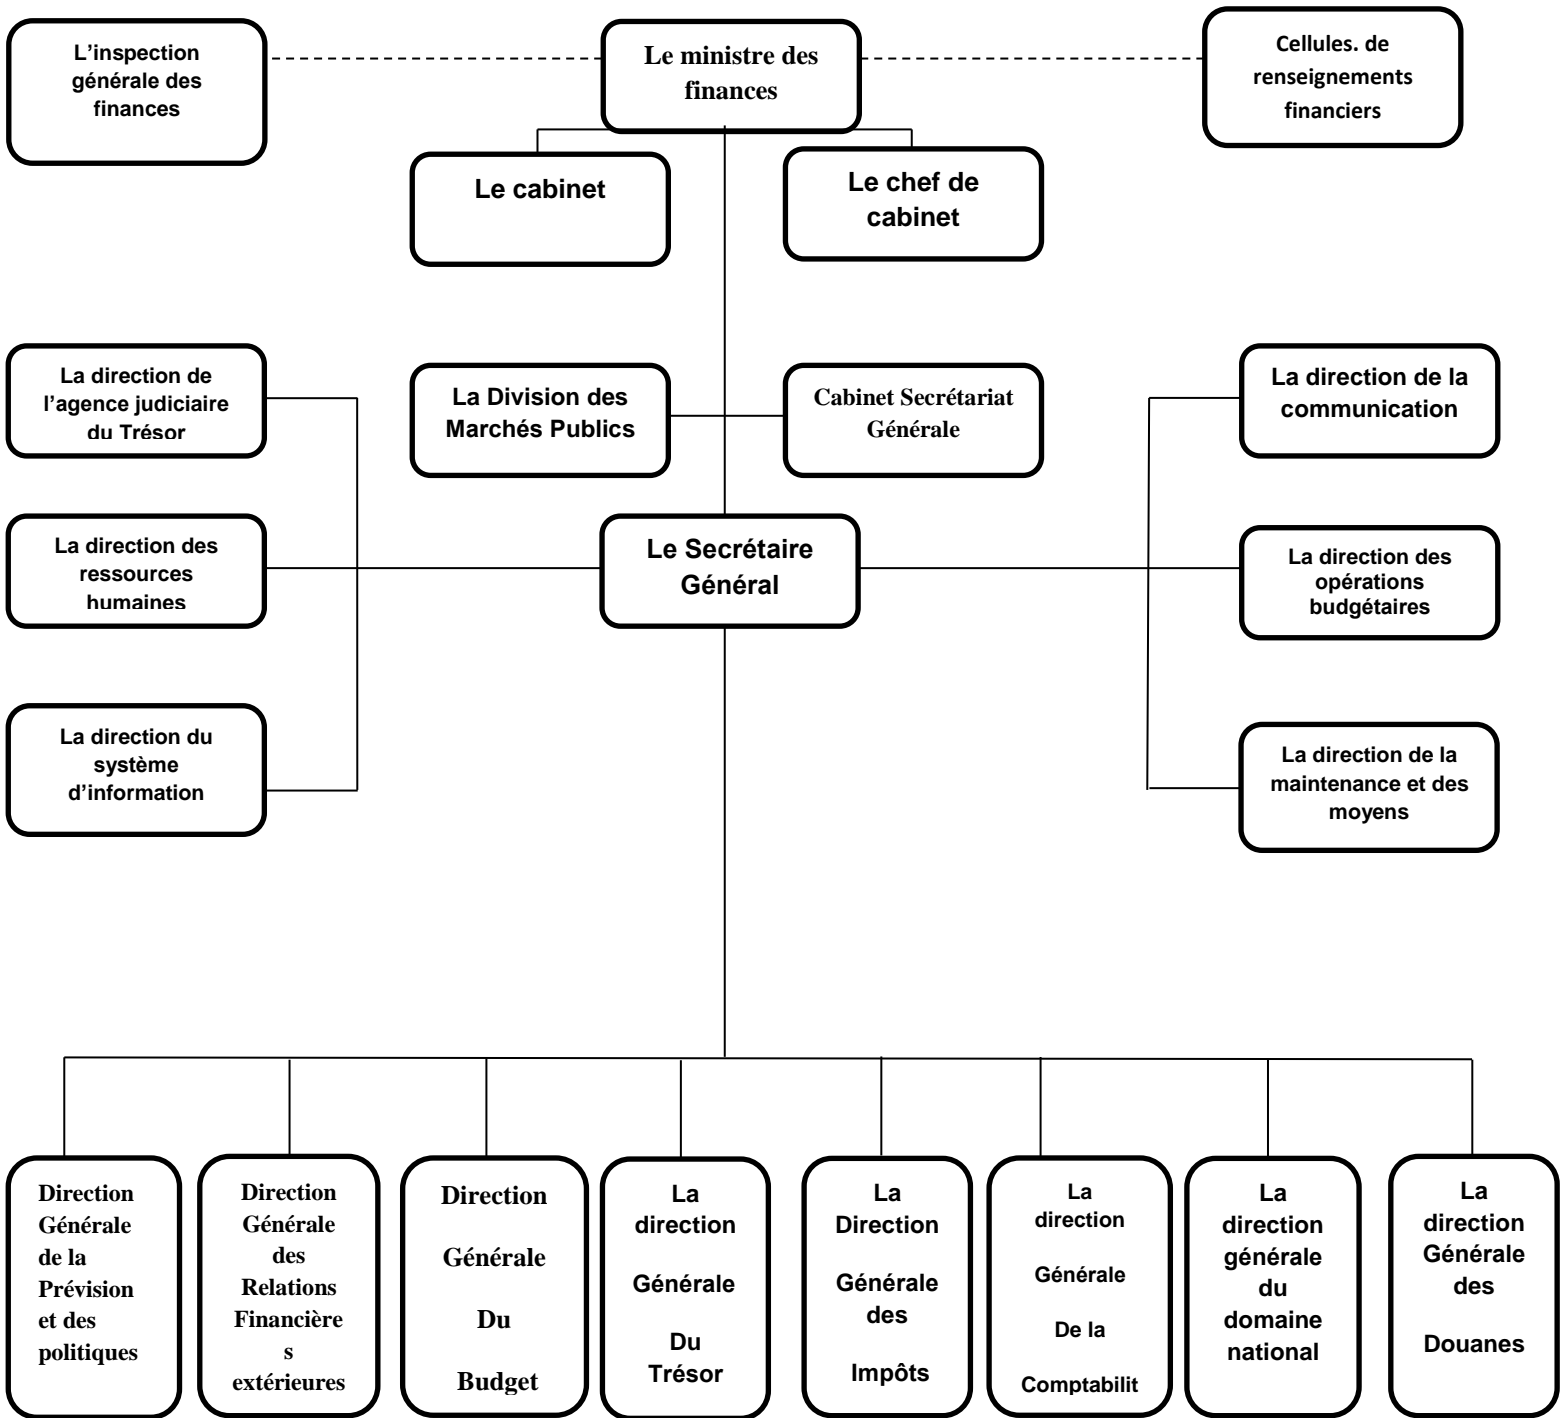 L'inspection
générale des
finances
Le ministre des
finances
Cellules. de
renseignements
financiers
Le cabinet
Le chef de
cabinet
La direction de
l'agence judiciaire
du Trésor
La Division des
Marchés Publics
Cabinet Secrétariat
Générale
La direction de la
communication
La direction des
ressources
humaines
Le Secrétaire
Général
La direction des
opérations
budgétaires
La direction du
système
d'information
La direction de la
maintenance et des
moyens
Direction
Générale
de la
Prévision
et des
politiques
Direction
Générale
des
Relations
Financière
s
extérieures
Direction
Générale
Du
Budget
La
direction
Générale
Du
Trésor
La
Direction
Générale
des
Impôts
La
direction
Générale
De la
Comptabilit
La
direction
générale
du
domaine
national
La
direction
Générale
des
Douanes